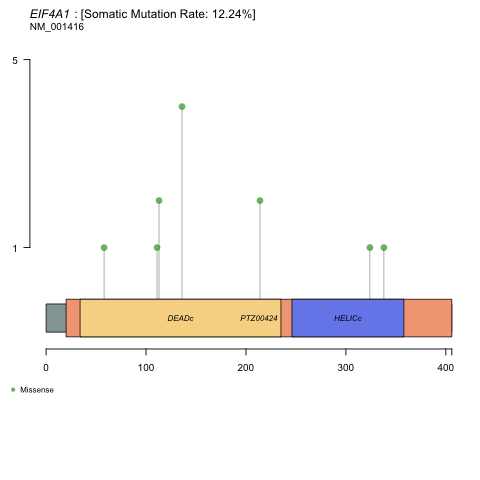 EIF4A1 : [Somatic Mutation Rate: 12.24%]
NM_001416
5
1
DEADc PTZ00424 HELICc
0 100 200 300 400
Missense